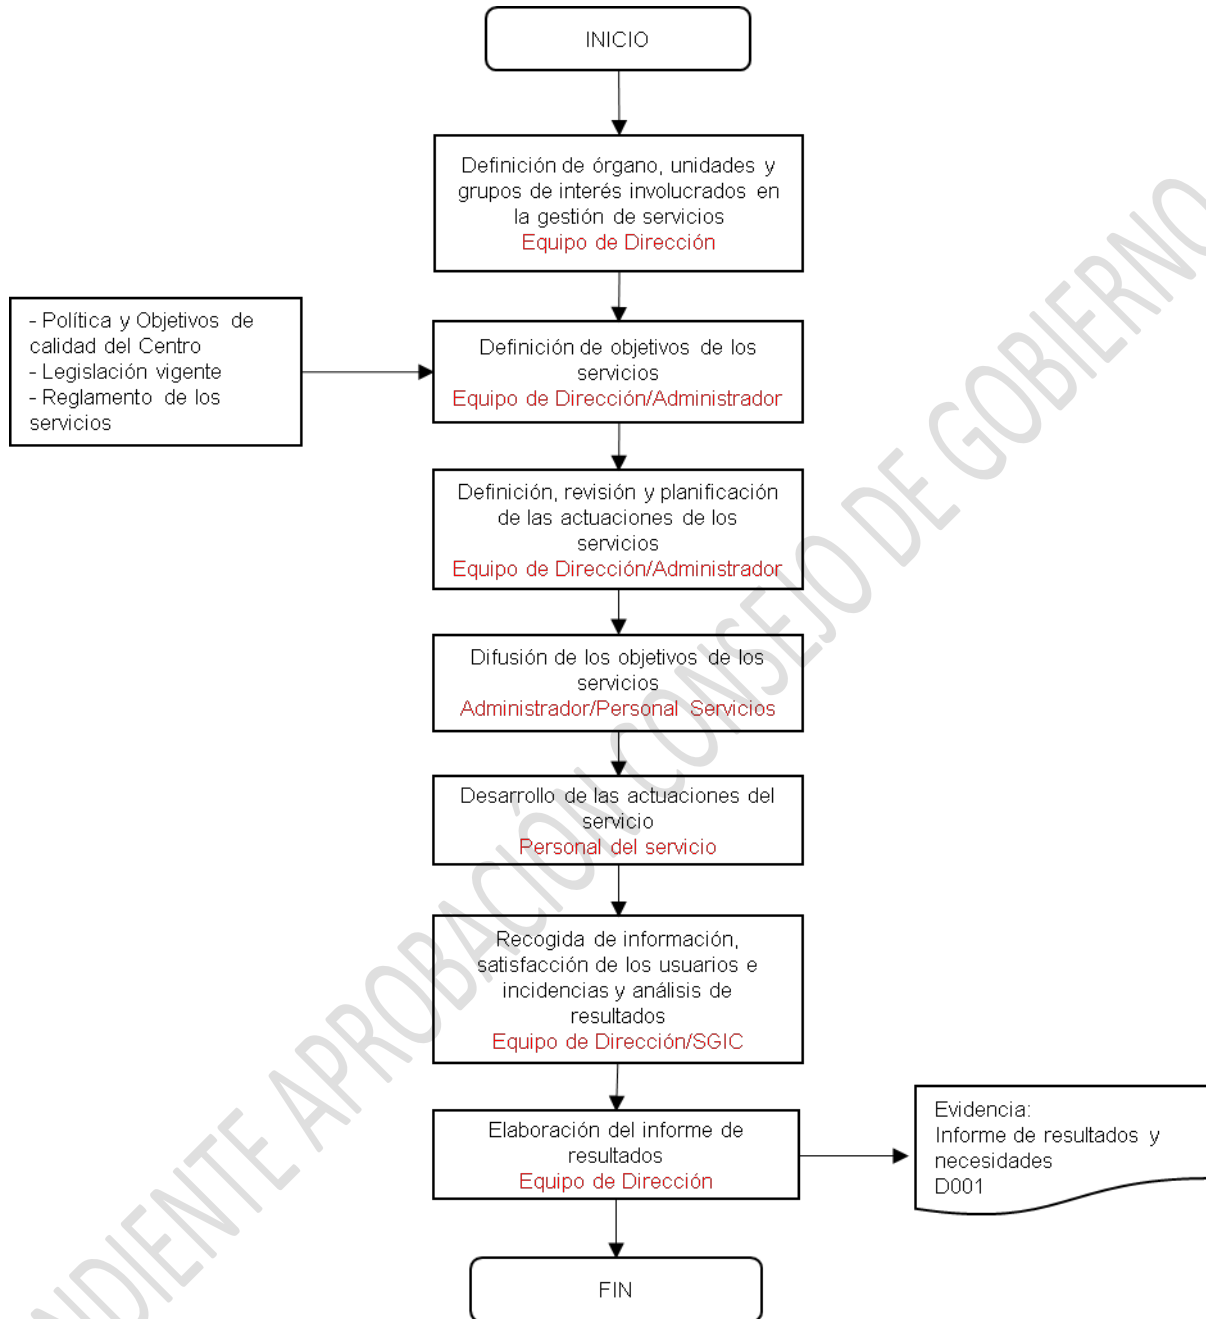 INICIO
Definición de órgano, unidades y
grupos de interés involucrados en
la gestión de servicios
Equipo de Dirección
- Política y Objetivos de
calidad del Centro
- Legislación vigente
- Reglamento de los
servicios
Definición de objetivos de los
servicios
Equipo de Dirección/Administrador
Definición, revisión y planificación
de las actuaciones de los
servicios
Equipo de Dirección/Administrador
Difusión de los objetivos de los
servicios
Administrador/Personal Servicios
Desarrollo de las actuaciones del
servicio
Personal del servicio
Recogida de información,
satisfacción de los usuarios e
incidencias y análisis de
resultados
Equipo de Dirección/SGIC
Elaboración del informe de
resultados
Equipo de Dirección
Evidencia:
Informe de resultados y
necesidades
D001
FIN
NDIENTE APROBACIÓN CONSEJO DE GOBIERNO